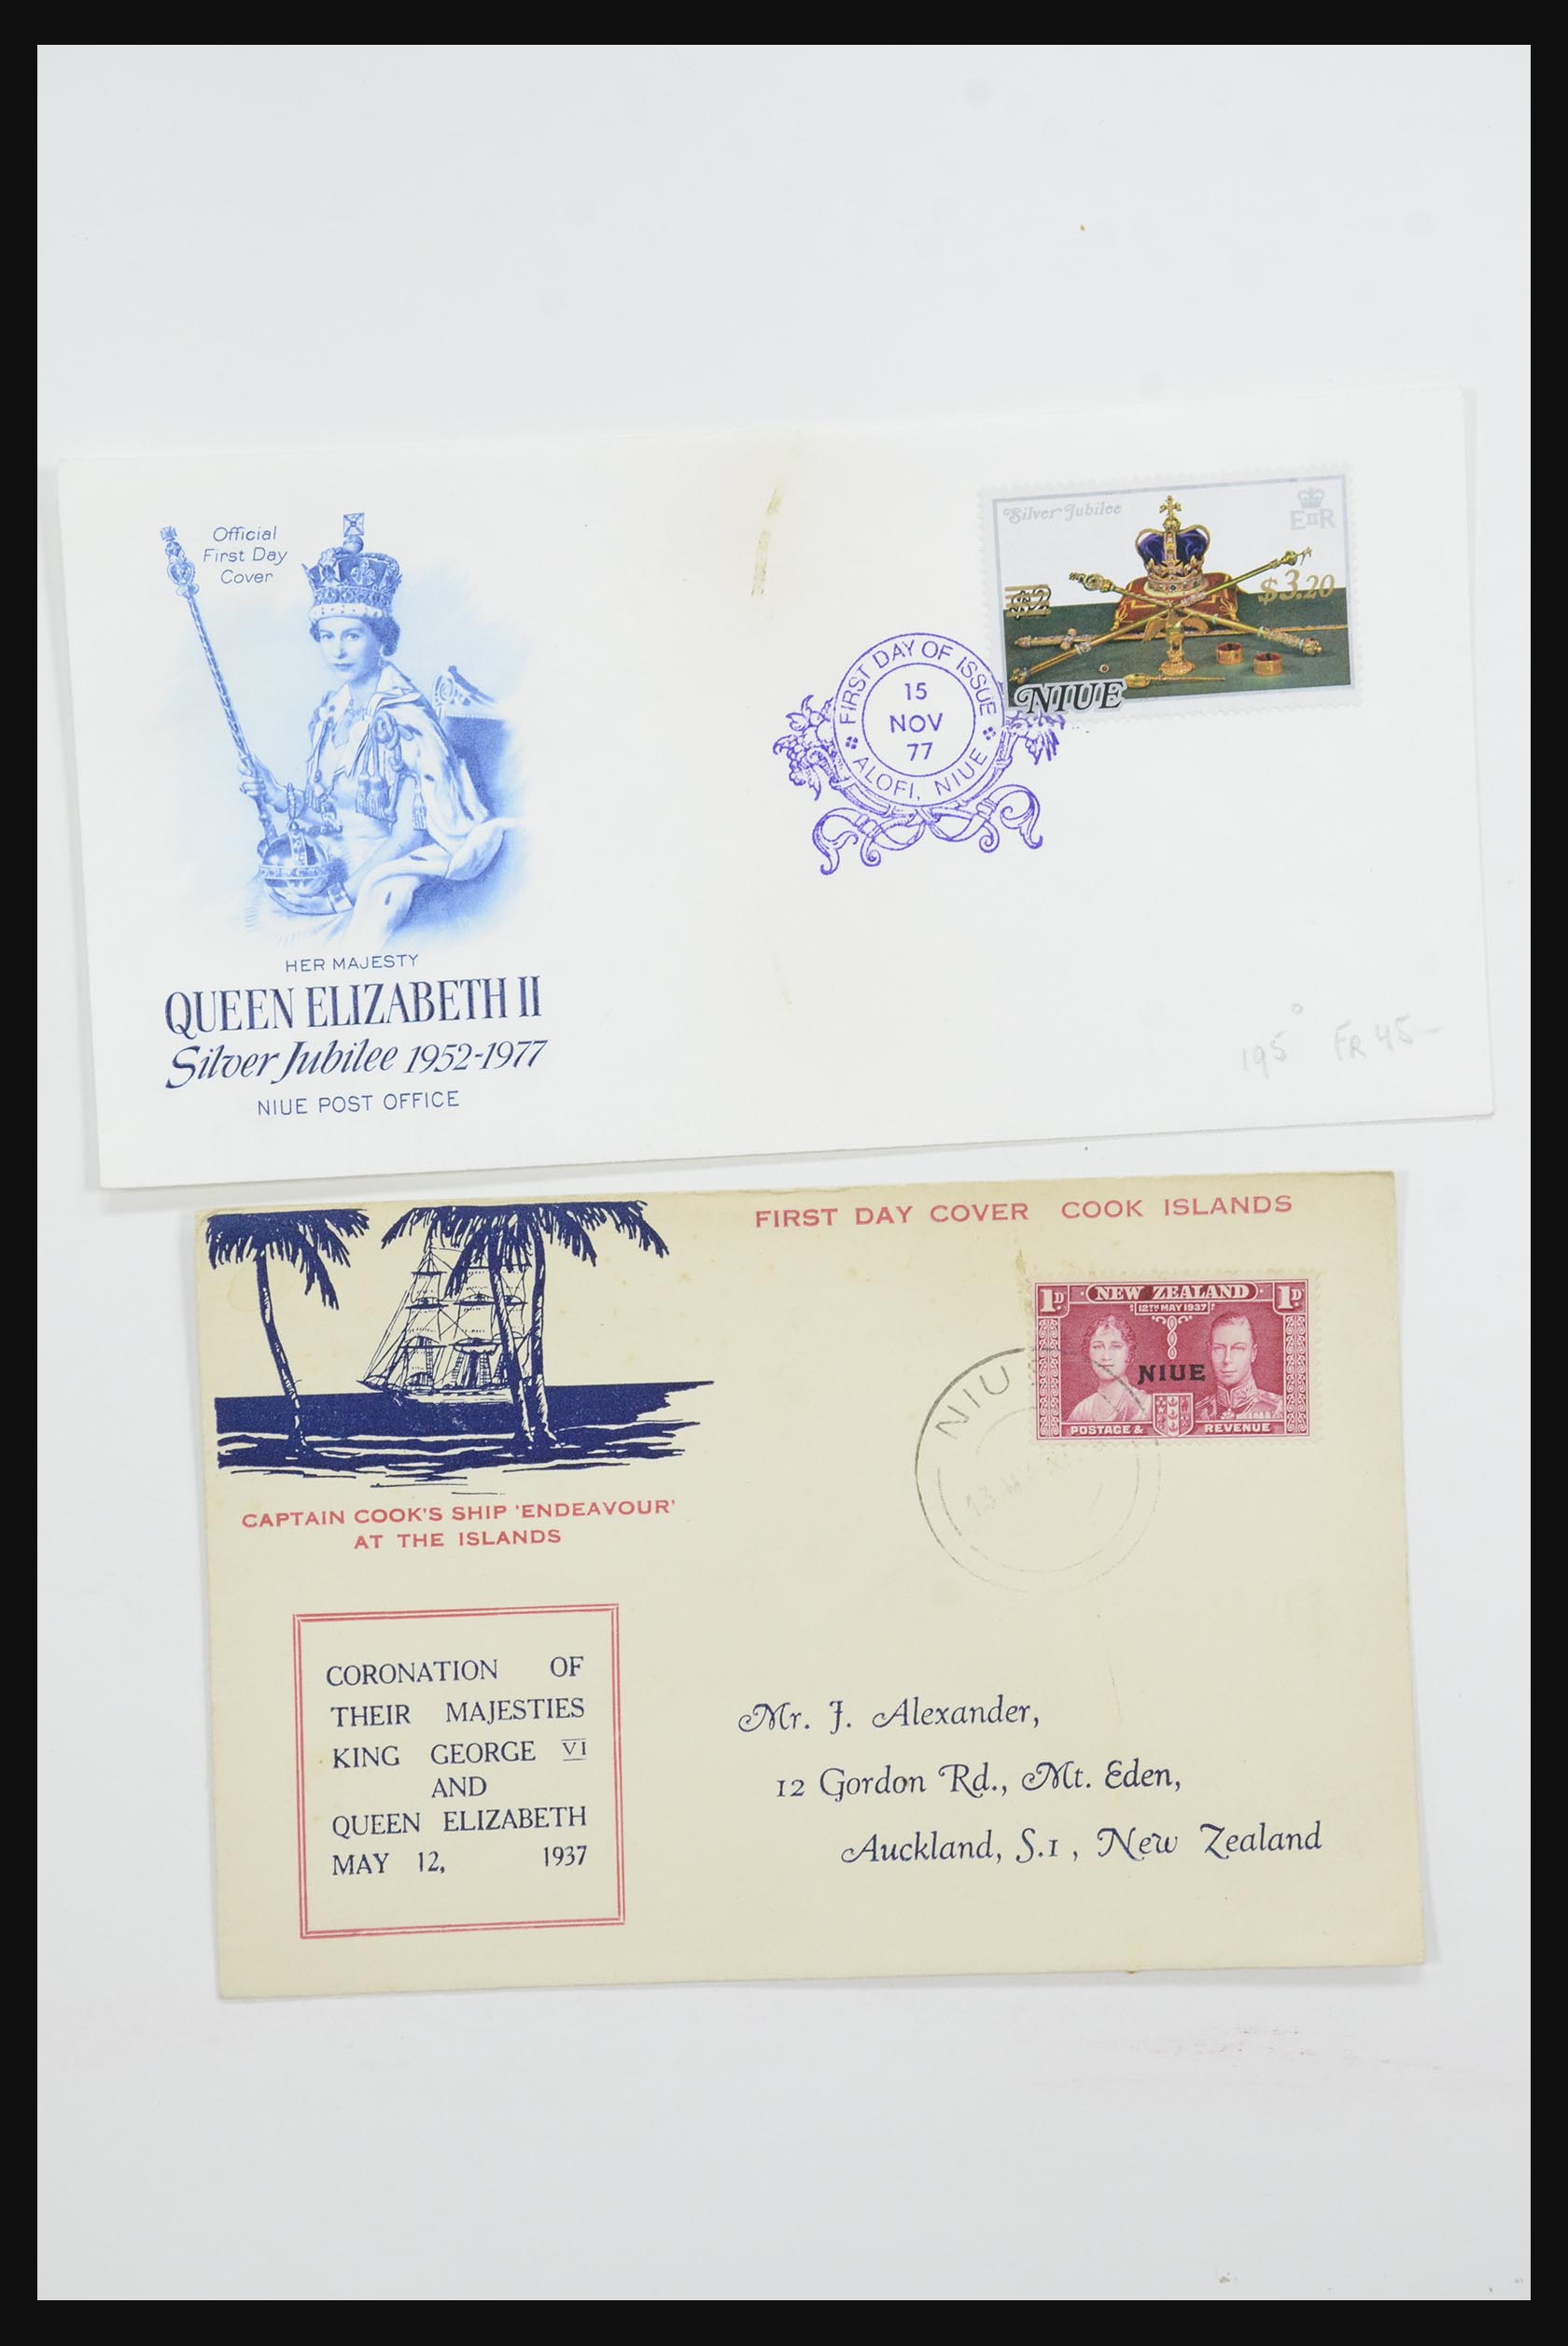 Official
First Day
Cover
Silver Jubilee
EIIR
$2
$3.20
NIUE
FIRST DAY OF ISSUE
15
NOV
77
ALOFI, NIUE
HER MAJESTY
QUEEN ELIZABETH II
Silver Jubilee 1952-1977
NIUE POST OFFICE
195° FR 45-
FIRST DAY COVER COOK ISLANDS
1D NEW ZEALAND 1D
12TH MAY 1937
NIUE
POSTAGE & REVENUE
NIU
13
CAPTAIN COOK'S SHIP 'ENDEAVOUR'
AT THE ISLANDS
CORONATION OF
THEIR MAJESTIES
KING GEORGE VI
AND
QUEEN ELIZABETH
MAY 12, 1937
Mr. J. Alexander,
12 Gordon Rd., Mt. Eden,
Auckland, S.1, New Zealand